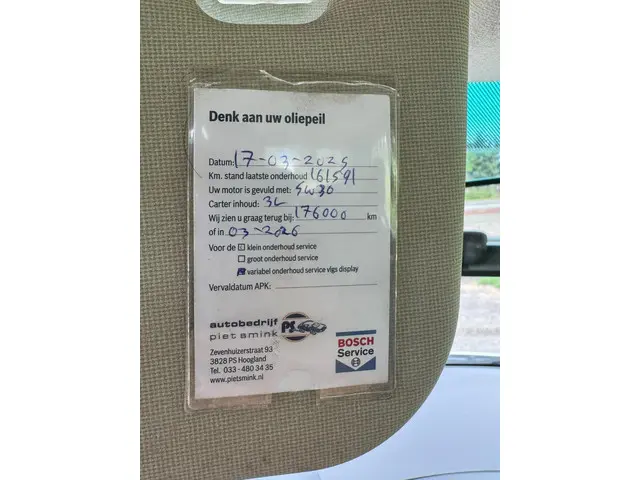 Denk aan uw oliepeil
Datum: 17-03-2025
Km. stand laatste onderhoud 161591
Uw motor is gevuld met: 5w30
Carter inhoud: 3L
Wij zien u graag terug bij: 176000 km
of in 03-2026
Voor de klein onderhoud service
groot onderhoud service
variabel onderhoud service vlgs display
Vervaldatum APK:
autobedrijf
piet smink
PS
Zevenhuizerstraat 93
3828 PS Hoogland
Tel. 033 - 480 34 35
www.pietsmink.nl
BOSCH
Service